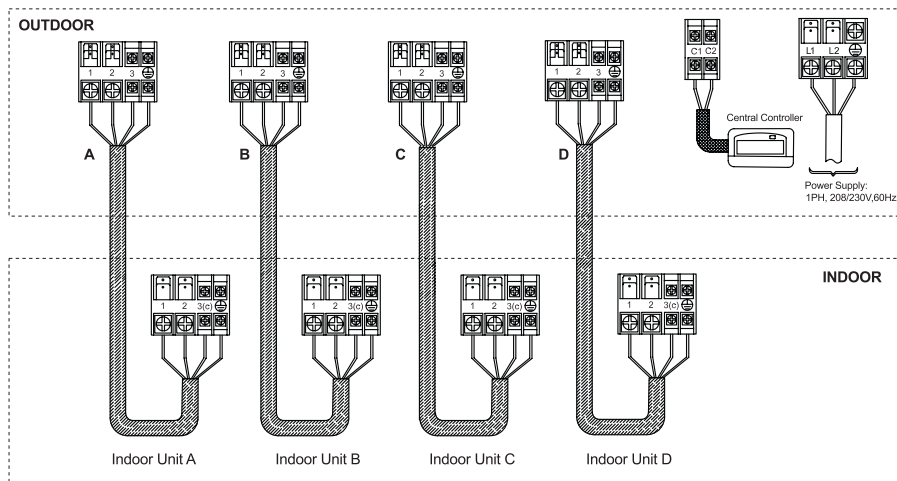 OUTDOOR
1 2 3
1 2 3
1 2 3
1 2 3
C1 C2
L1 L2
A
B
C
D
Central Controller
Power Supply:
1PH, 208/230V,60Hz
INDOOR
1 2 3(c)
1 2 3(c)
1 2 3(c)
1 2 3(c)
Indoor Unit A
Indoor Unit B
Indoor Unit C
Indoor Unit D